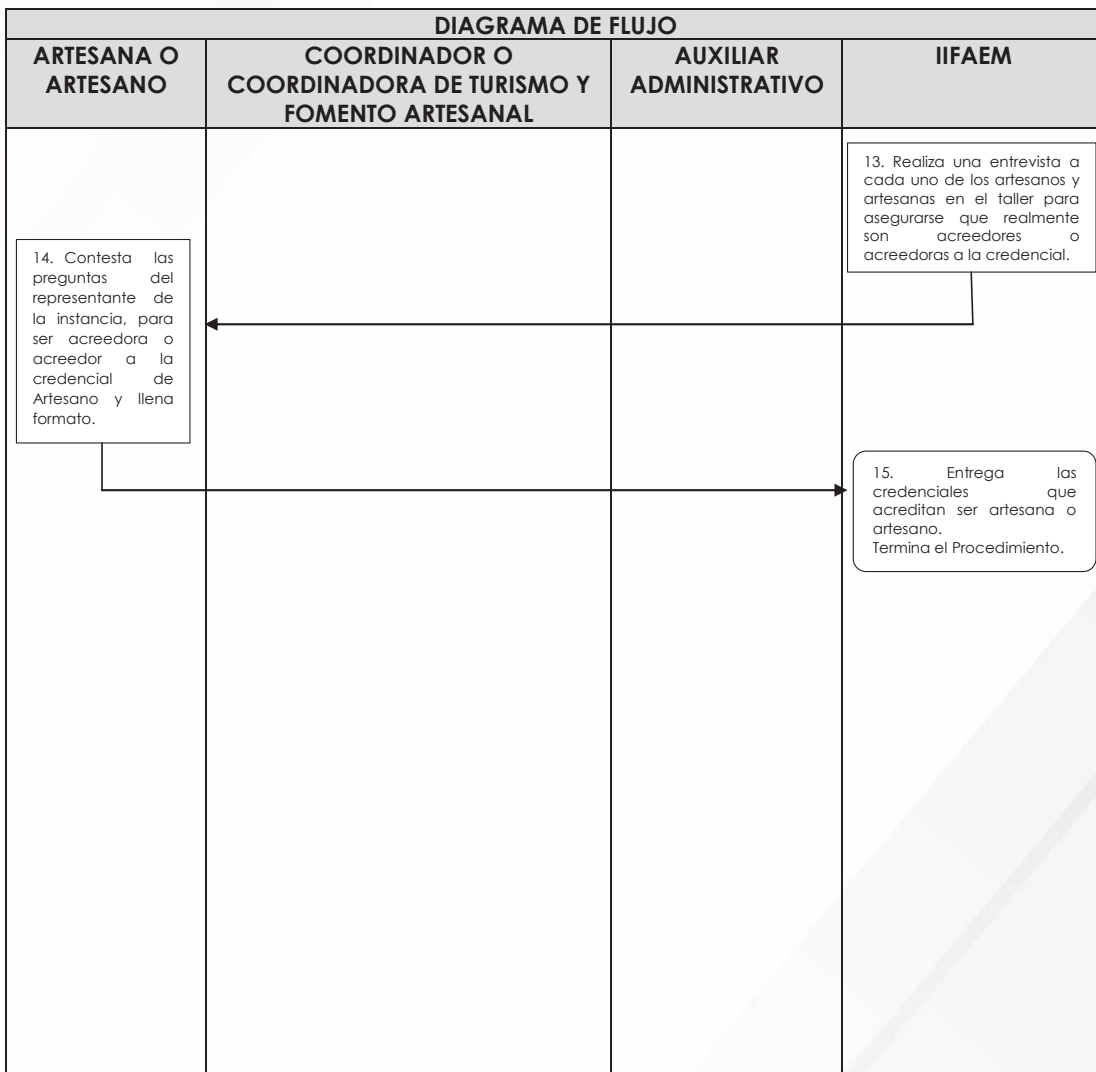 DIAGRAMA DE FLUJO
ARTESANA O
ARTESANO
COORDINADOR O
COORDINADORA DE TURISMO Y
FOMENTO ARTESANAL
AUXILIAR
ADMINISTRATIVO
IIFAEM
13. Realiza una entrevista a
cada uno de los artesanos y
artesanas en el taller para
asegurarse que realmente
son acreedores o
acreedoras a la credencial.
14. Contesta las
preguntas del
representante de
la instancia, para
ser acreedora o
acreedor a la
credencial de
Artesano y llena
formato.
15. Entrega las
credenciales que
acreditan ser artesana o
artesano.
Termina el Procedimiento.